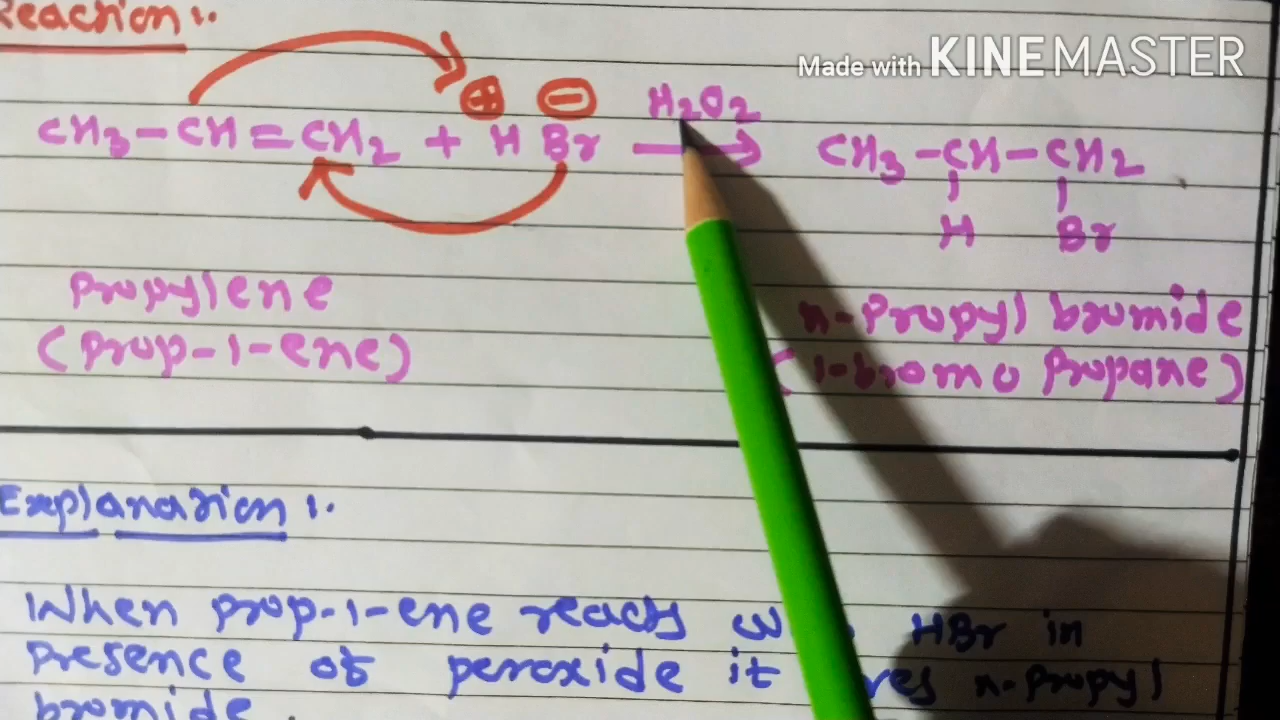 Reaction :-
Made with KINEMASTER
⊕ ⊖ H2O2
CH3-CH=CH2 + H Br → CH3-CH-CH2
H Br
Propylene n-propyl bromide
(prop-1-ene) (1-bromo propane)
Explanation :-
When prop-1-ene reacts HBr in
presence of peroxide it n-propyl
bromide.